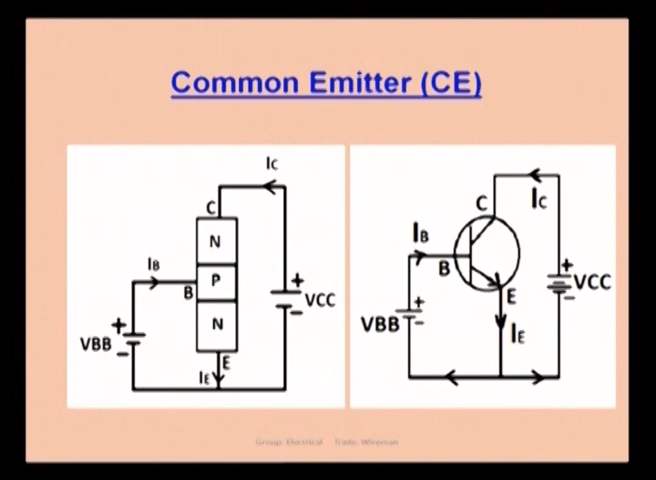 Common Emitter (CE)
IC
C
N
IB
P
B
+
VCC
−
N
+
VBB
−
E
IE
C
IC
IB
B
+
VCC
−
E
+
VBB
−
IE
Group: Electrical Trade: Wireman